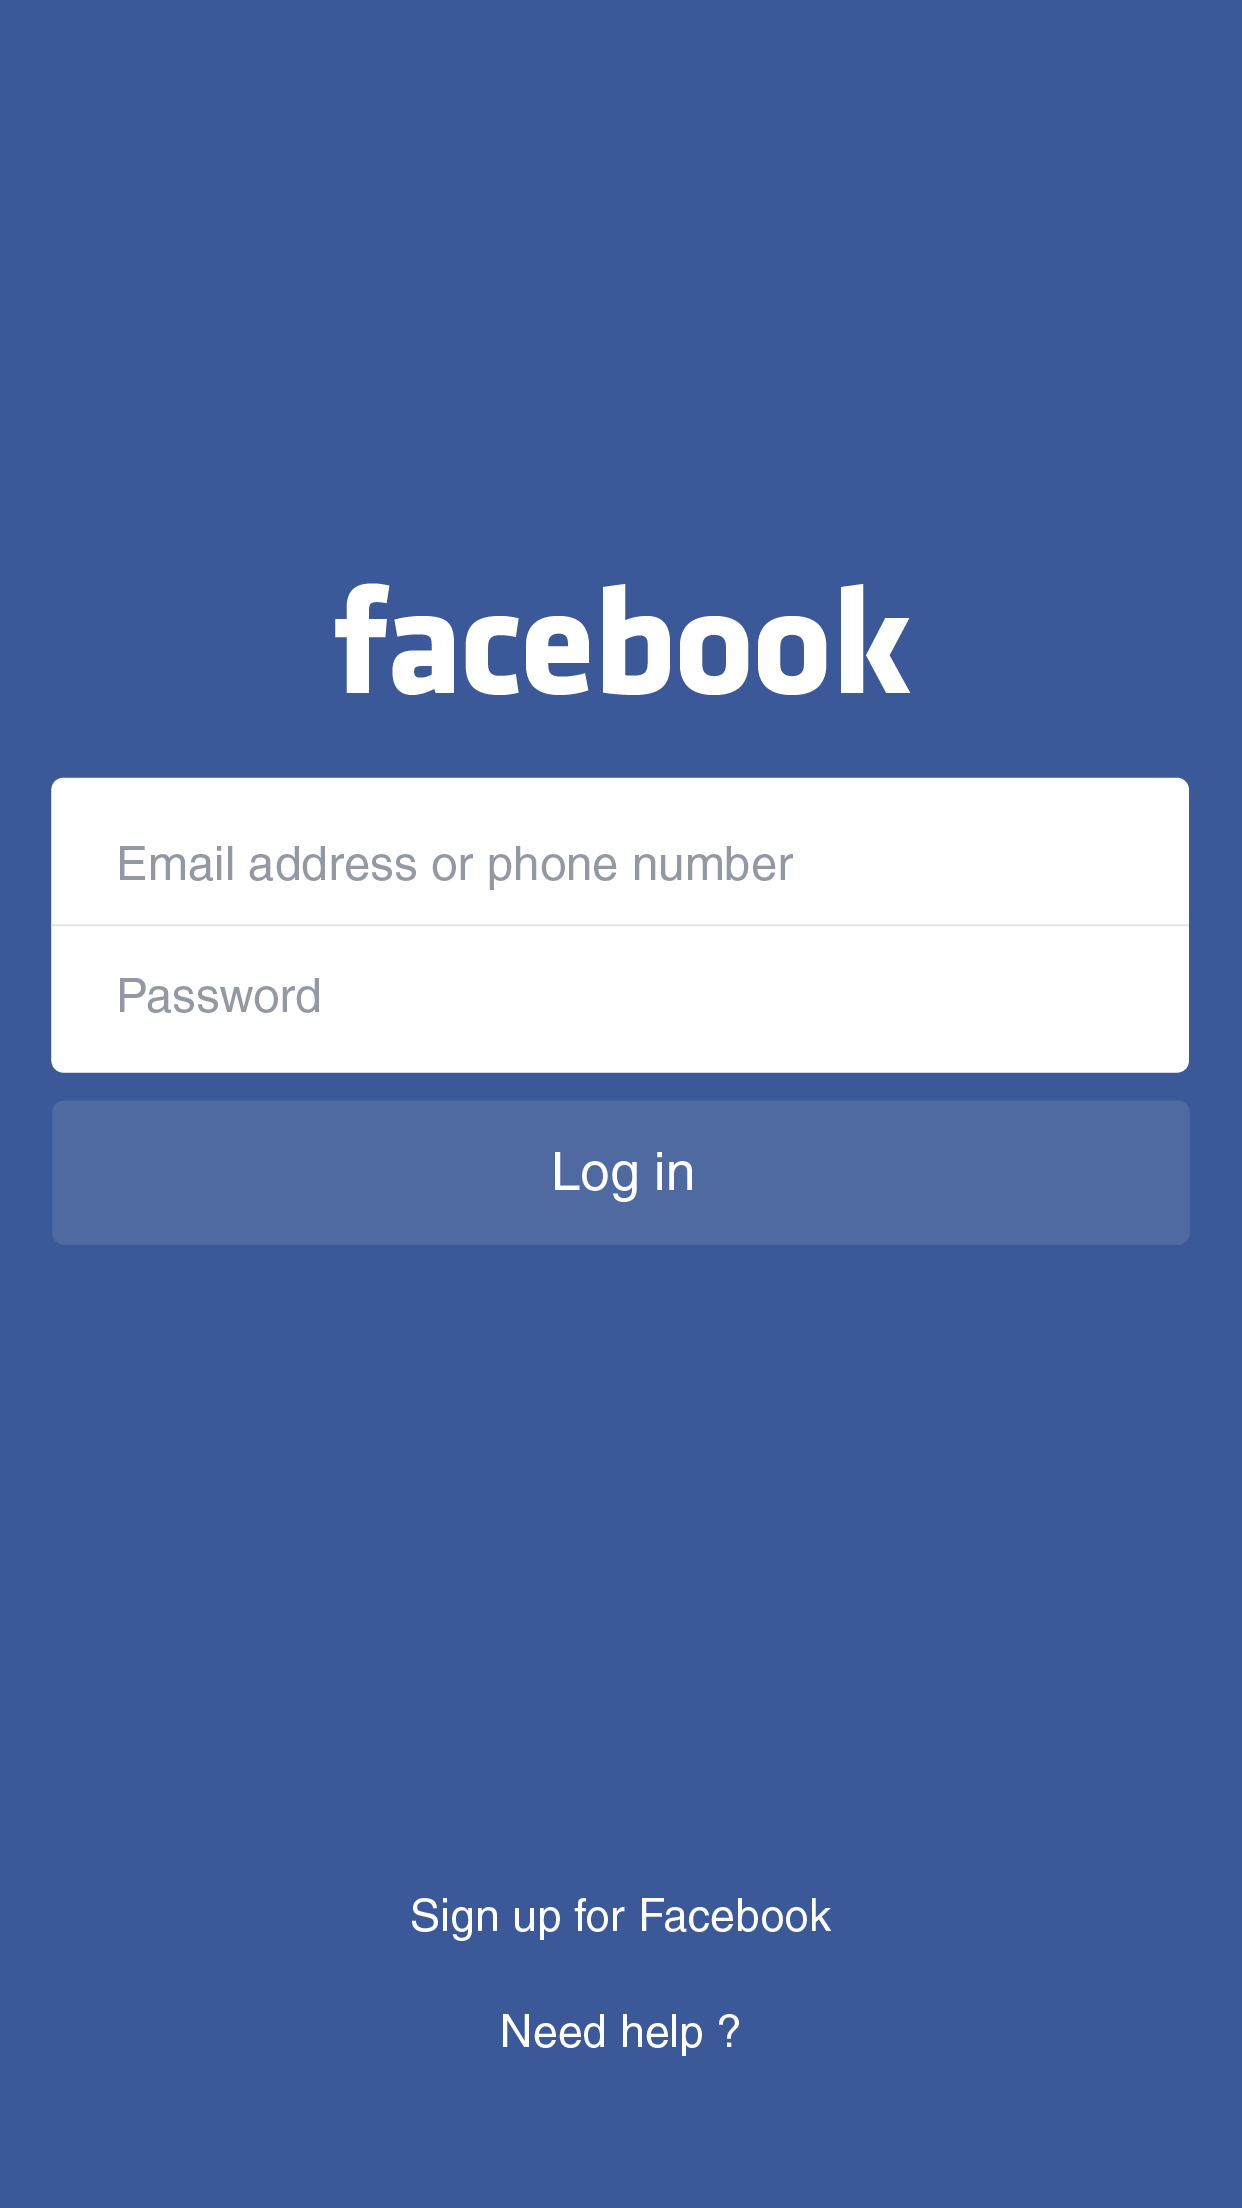 facebook
Email address or phone number
Password
Log in
Sign up for Facebook
Need help ?